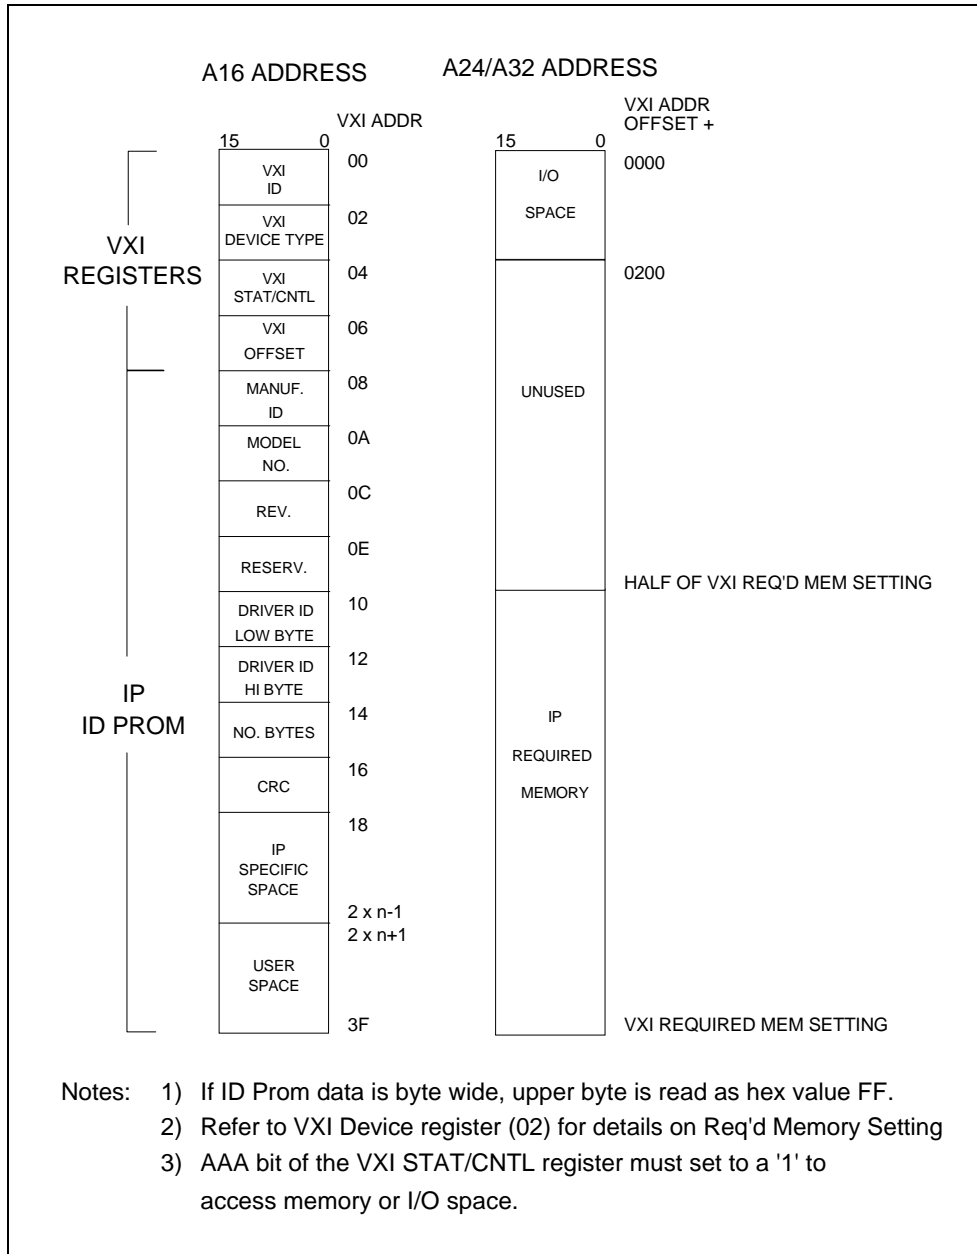 A16 ADDRESS
A24/A32 ADDRESS
VXI ADDR
VXI ADDR
OFFSET +
15 0
15 0
VXI
REGISTERS
IP
ID PROM
VXI
ID
00
VXI
DEVICE TYPE
02
VXI
STAT/CNTL
04
VXI
OFFSET
06
MANUF.
ID
08
MODEL
NO.
0A
REV.
0C
RESERV.
0E
DRIVER ID
LOW BYTE
10
DRIVER ID
HI BYTE
12
NO. BYTES
14
CRC
16
IP
SPECIFIC
SPACE
18
2 x n-1
2 x n+1
USER
SPACE
3F
I/O
SPACE
0000
UNUSED
0200
HALF OF VXI REQ'D MEM SETTING
IP
REQUIRED
MEMORY
VXI REQUIRED MEM SETTING
Notes: 1) If ID Prom data is byte wide, upper byte is read as hex value FF.
2) Refer to VXI Device register (02) for details on Req'd Memory Setting
3) AAA bit of the VXI STAT/CNTL register must set to a '1' to
access memory or I/O space.